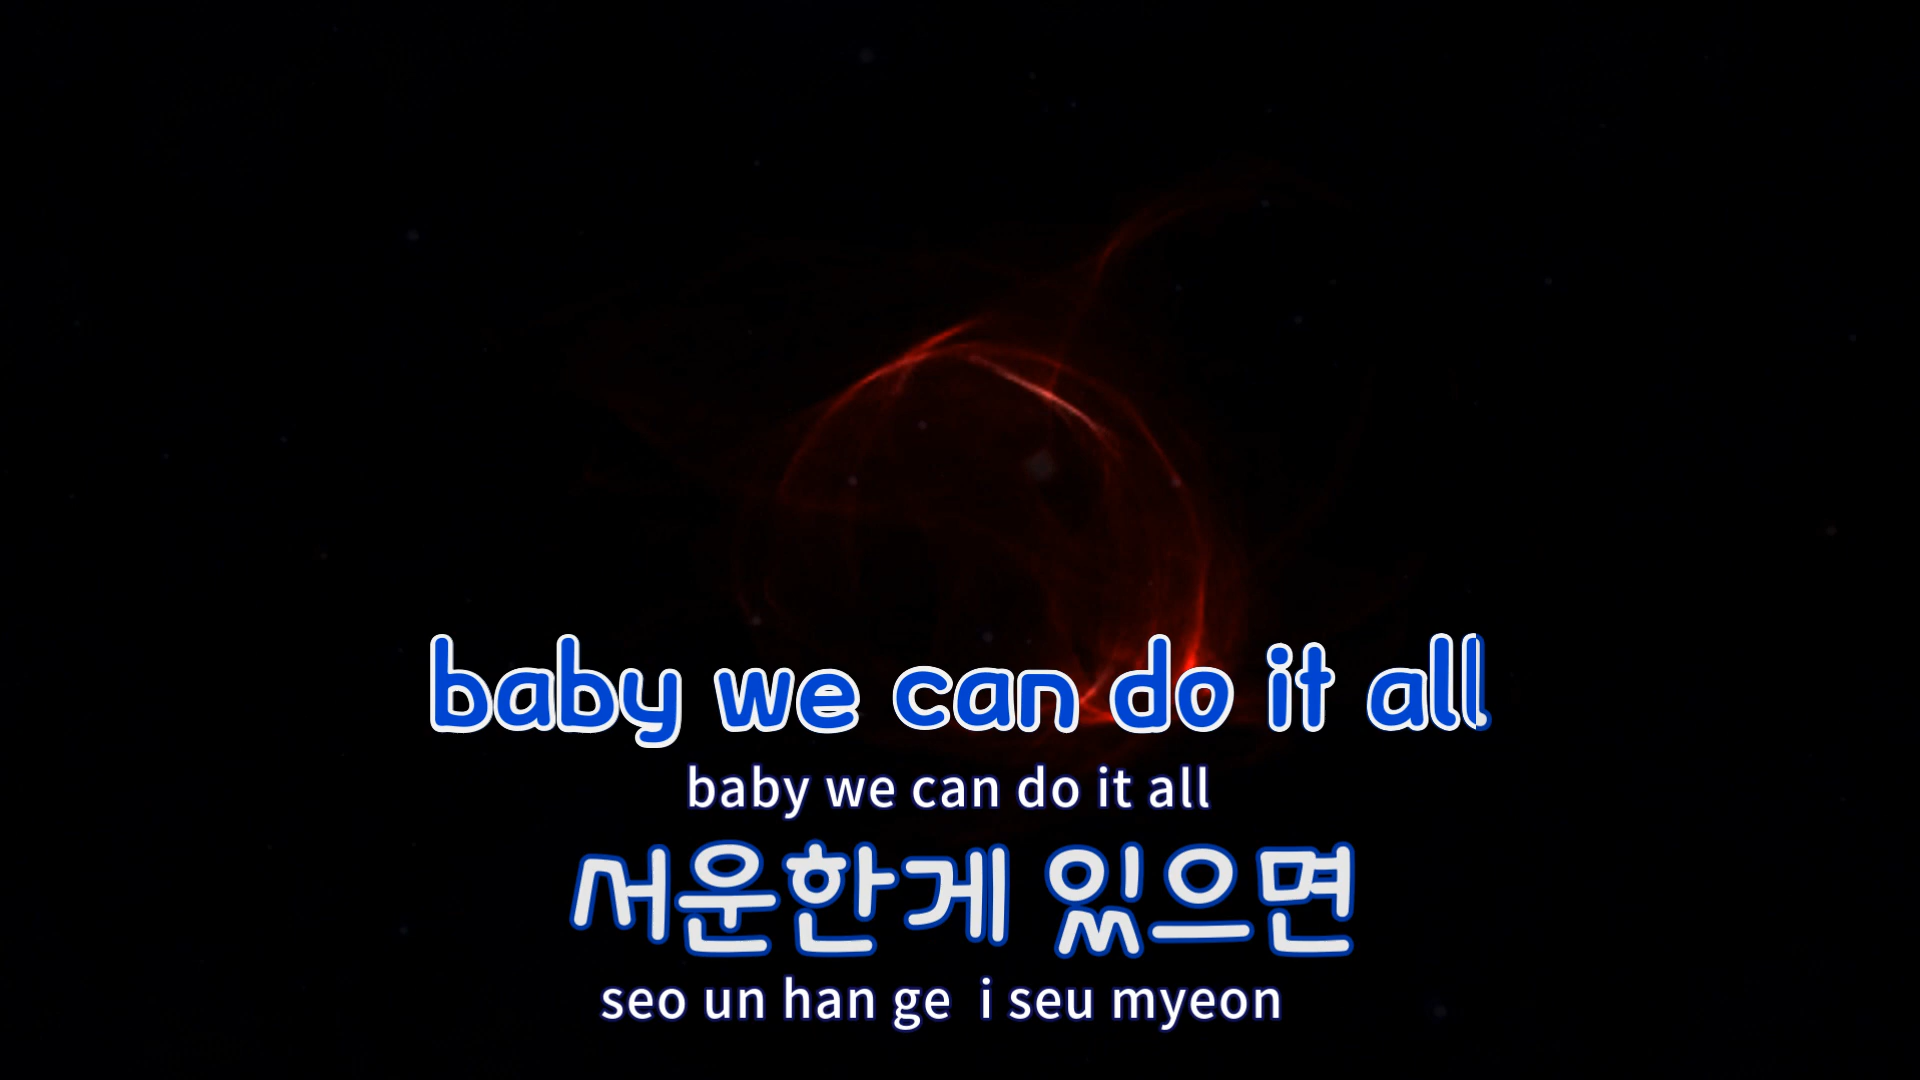 baby we can do it all
baby we can do it all
서운한게 있으면
seo un han ge  i seu myeon